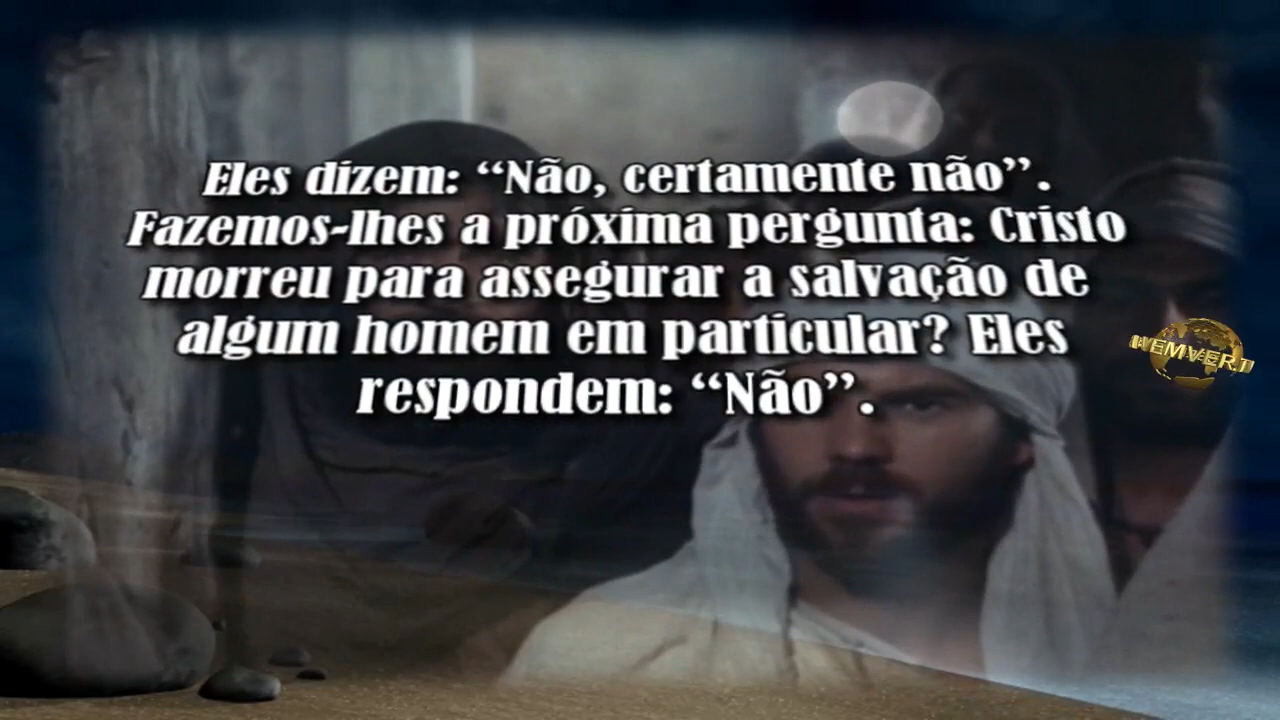 Eles dizem: “Não, certamente não”.
Fazemos-lhes a próxima pergunta: Cristo
morreu para assegurar a salvação de
algum homem em particular? Eles
respondem: “Não”.